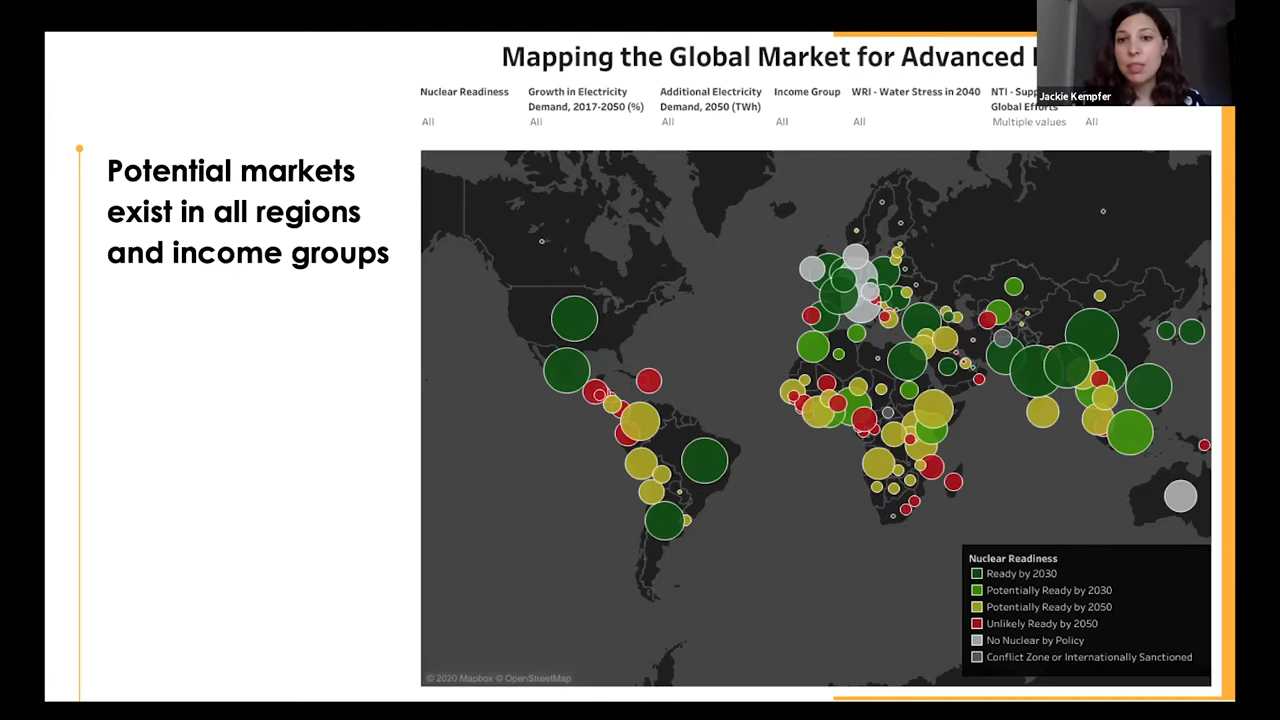 Mapping the Global Market for Advanced
Jackie Kempfer
Nuclear Readiness
All
Growth in Electricity
Demand, 2017-2050 (%)
All
Additional Electricity
Demand, 2050 (TWh)
All
Income Group
All
WRI - Water Stress in 2040
All
NTI - Supp
Global Efforts
Multiple values
All
Potential markets
exist in all regions
and income groups
Nuclear Readiness
Ready by 2030
Potentially Ready by 2030
Potentially Ready by 2050
Unlikely Ready by 2050
No Nuclear by Policy
Conflict Zone or Internationally Sanctioned
© 2020 Mapbox © OpenStreetMap